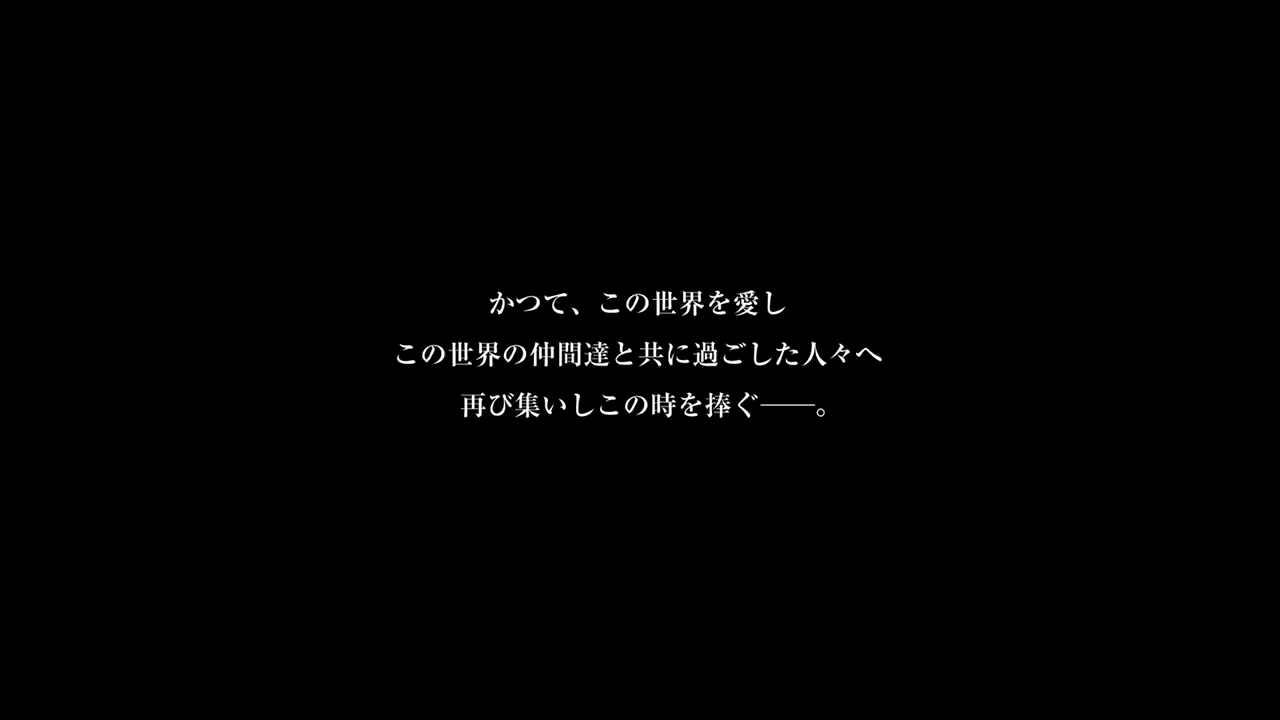 かつて、この世界を愛し
この世界の仲間達と共に過ごした人々へ
再び集いしこの時を捧ぐ――。